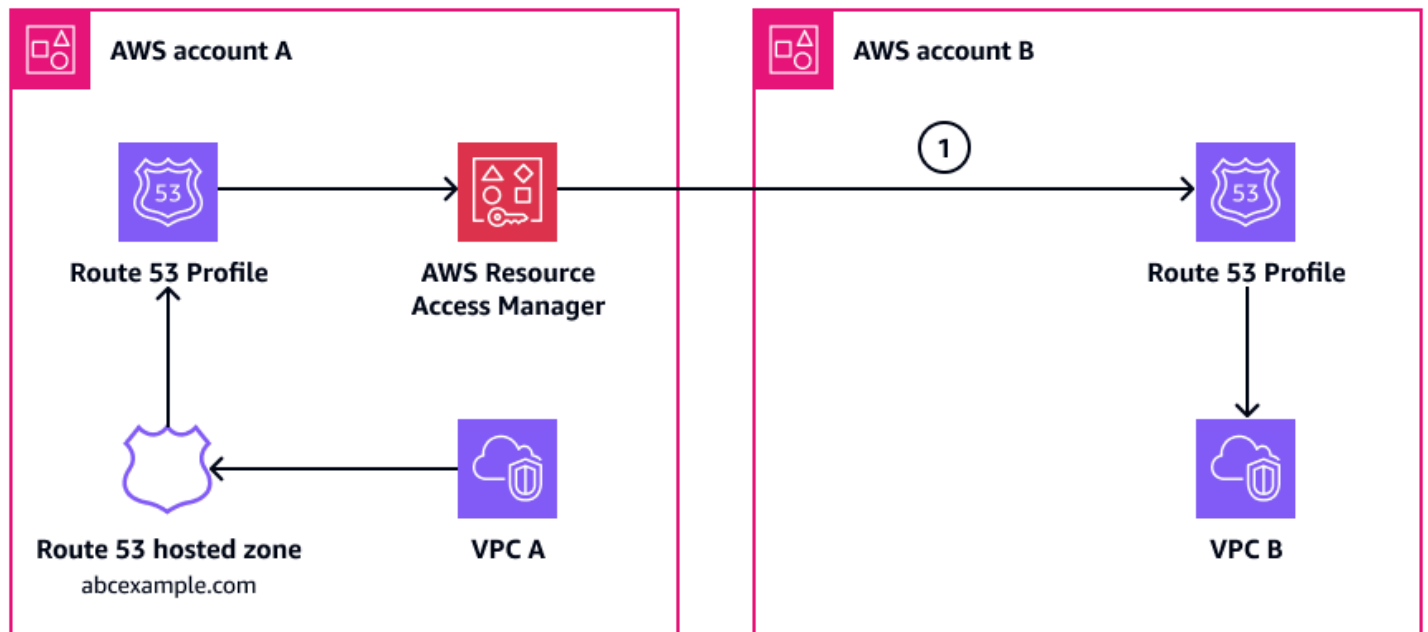 AWS account A
AWS account B
1
53
53
Route 53 Profile
AWS Resource
Access Manager
Route 53 Profile
Route 53 hosted zone
abcexample.com
VPC A
VPC B